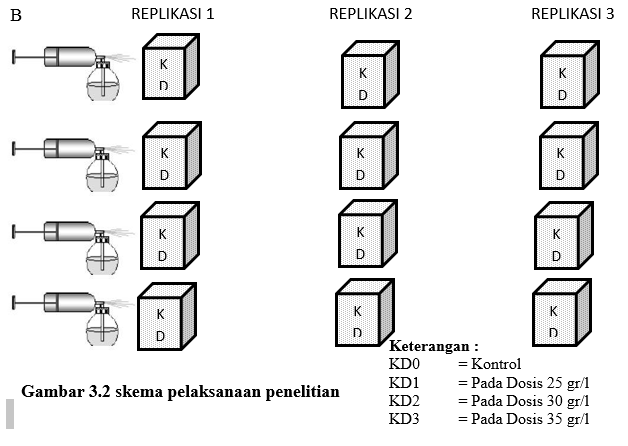 B REPLIKASI 1 REPLIKASI 2 REPLIKASI 3
K K K
D D D
K K K
D D D
K K K
D D D
K K K
D D D
Keterangan :
KD0 = Kontrol
KD1 = Pada Dosis 25 gr/l
KD2 = Pada Dosis 30 gr/l
KD3 = Pada Dosis 35 gr/l
Gambar 3.2 skema pelaksanaan penelitian